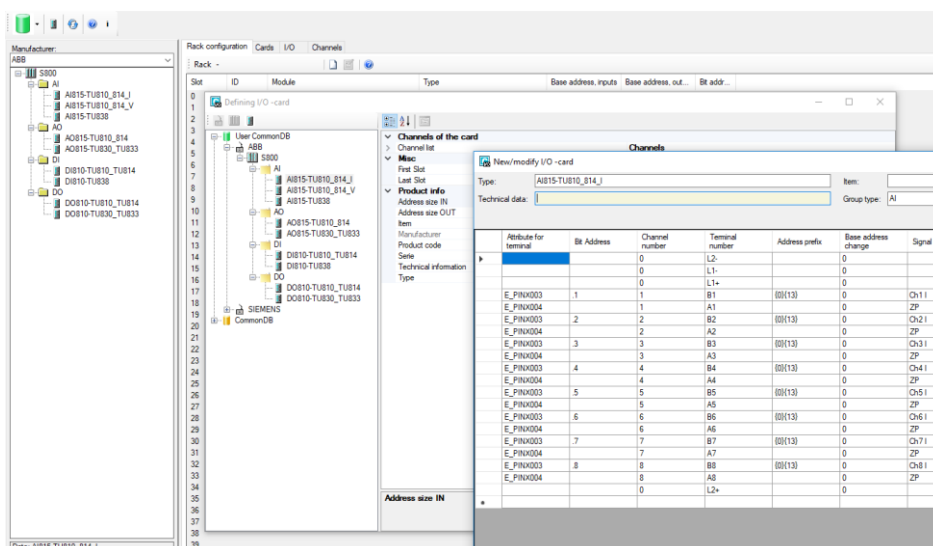 Manufacturer:
ABB
S800
AI
AI815-TU810_814_I
AI815-TU810_814_V
AI815-TU838
AO
AO815-TU810_814
AO815-TU830_TU833
DI
DI810-TU810_TU814
DI810-TU838
DO
DO810-TU810_TU814
DO810-TU830_TU833
Rack configuration Cards I/O Channels
Rack
Slot ID Module Type Base address, inputs Base address, out... Bit addr...
0
1
2
3
4
5
6
7
8
9
10
11
12
13
14
15
16
17
18
19
20
21
22
23
24
25
26
27
28
29
30
31
32
33
34
35
36
37
38
39
Defining I/O -card
User CommonDB
ABB
S800
AI
AI815-TU810_814_I
AI815-TU810_814_V
AI815-TU838
AO
AO815-TU810_814
AO815-TU830_TU833
DI
DI810-TU810_TU814
DI810-TU838
DO
DO810-TU810_TU814
DO810-TU830_TU833
SIEMENS
CommonDB
Channels of the card
Channel list Channels
Misc
First Slot
Last Slot
Product info
Address size IN
Address size OUT
Item
Manufacturer
Product code
Serie
Technical information
Type
Address size IN
New/modify I/O -card
Type: AI815-TU810_814_I Item:
Technical data: Group type: AI
Attribute for terminal Bit Address Channel number Terminal number Address prefix Base address change Signal
0 L2- 0
0 L1- 0
0 L1+ 0
E_PINX003 .1 1 B1 {0}{13} 0 Ch1 I
E_PINX004 1 A1 0 ZP
E_PINX003 .2 2 B2 {0}{13} 0 Ch2 I
E_PINX004 2 A2 0 ZP
E_PINX003 .3 3 B3 {0}{13} 0 Ch3 I
E_PINX004 3 A3 0 ZP
E_PINX003 .4 4 B4 {0}{13} 0 Ch4 I
E_PINX004 4 A4 0 ZP
E_PINX003 .5 5 B5 {0}{13} 0 Ch5 I
E_PINX004 5 A5 0 ZP
E_PINX003 .6 6 B6 {0}{13} 0 Ch6 I
E_PINX004 6 A6 0 ZP
E_PINX003 .7 7 B7 {0}{13} 0 Ch7 I
E_PINX004 7 A7 0 ZP
E_PINX003 .8 8 B8 {0}{13} 0 Ch8 I
E_PINX004 8 A8 0 ZP
0 L2+ 0